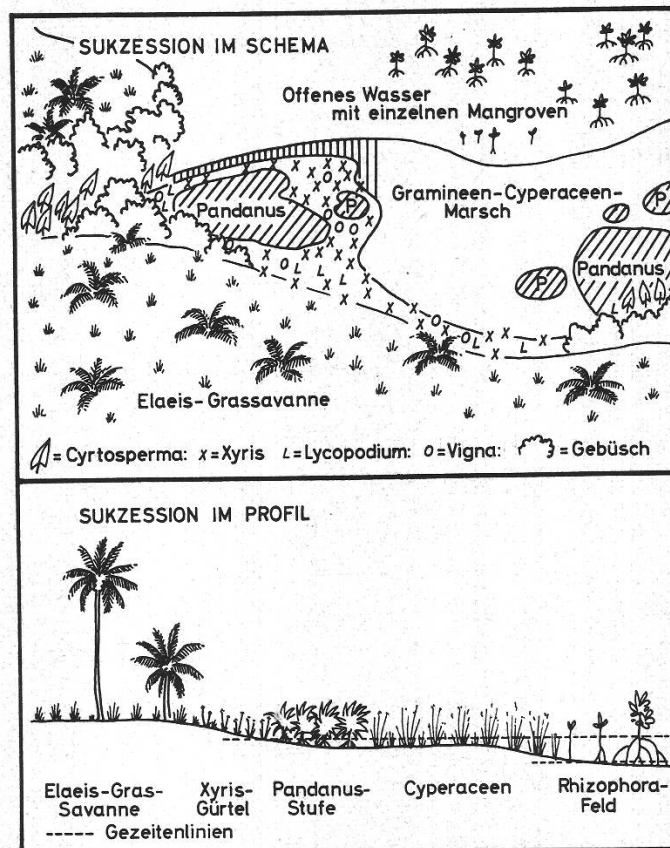 SUKZESSION IM SCHEMA
Offenes Wasser
mit einzelnen Mangroven
Pandanus
P
Gramineen-Cyperaceen-
Marsch
P
P
Pandanus
Elaeis-Grassavanne
= Cyrtosperma: x = Xyris L = Lycopodium: O = Vigna: = Gebüsch
SUKZESSION IM PROFIL
Elaeis-Gras-
Savanne
Xyris-
Gürtel
Pandanus-
Stufe
Cyperaceen
Rhizophora-
Feld
----- Gezeitenlinien